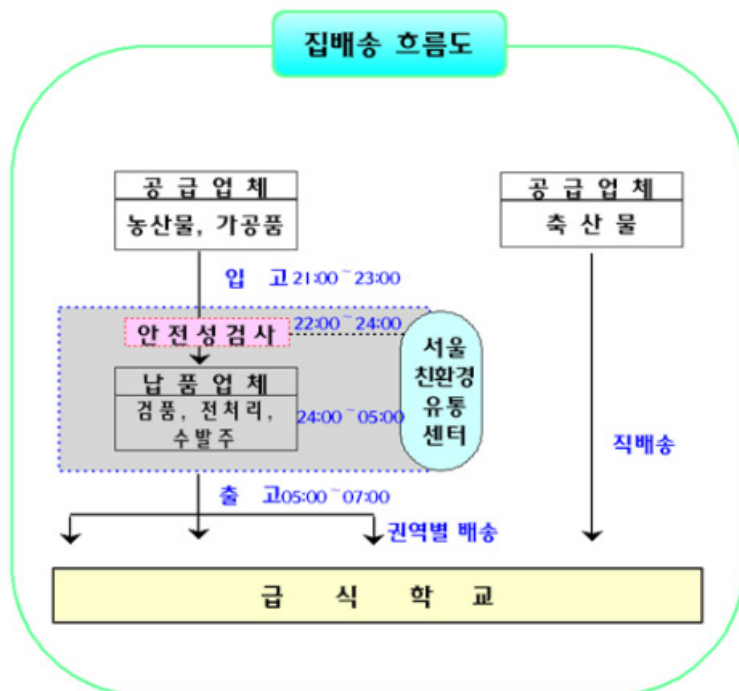 집배송 흐름도
공 급 업 체
농산물, 가공품
공 급 업 체
축 산 물
입 고 21:00 ~ 23:00
안전성검사
22:00 ~ 24:00
서울
친환경
유통
센터
납 품 업 체
검품, 전처리,
수발주
24:00 ~ 05:00
직배송
출 고 05:00 ~ 07:00
권역별 배송
급 식 학 교